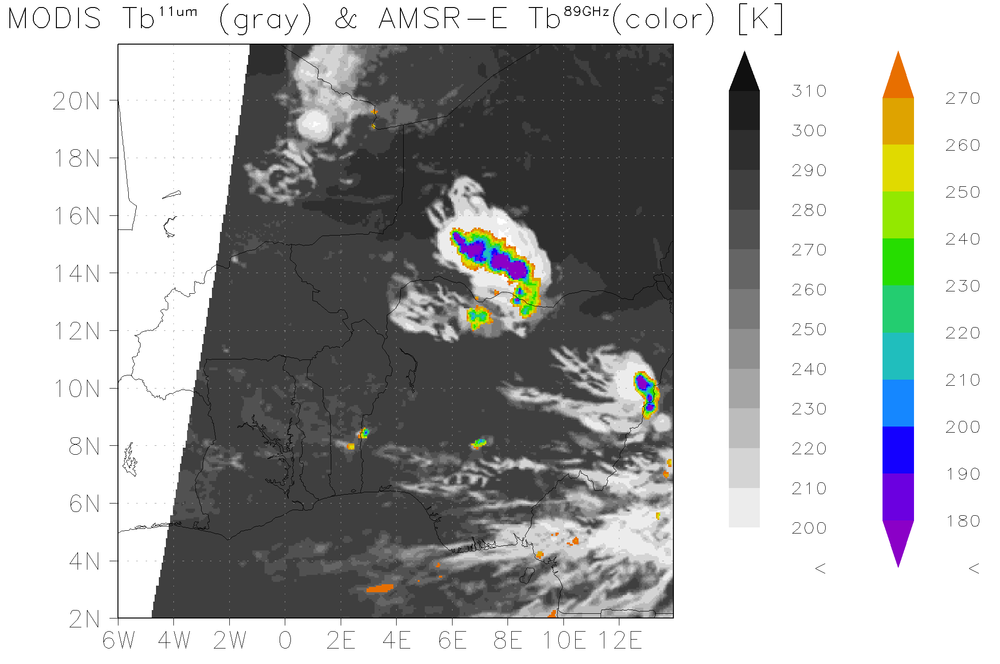 MODIS Tb11um (gray) & AMSR-E Tb89GHz(color) [K]
20N
18N
16N
14N
12N
10N
8N
6N
4N
2N
6W 4W 2W 0 2E 4E 6E 8E 10E 12E
310
300
290
280
270
260
250
240
230
220
210
200
<
270
260
250
240
230
220
210
200
190
180
<